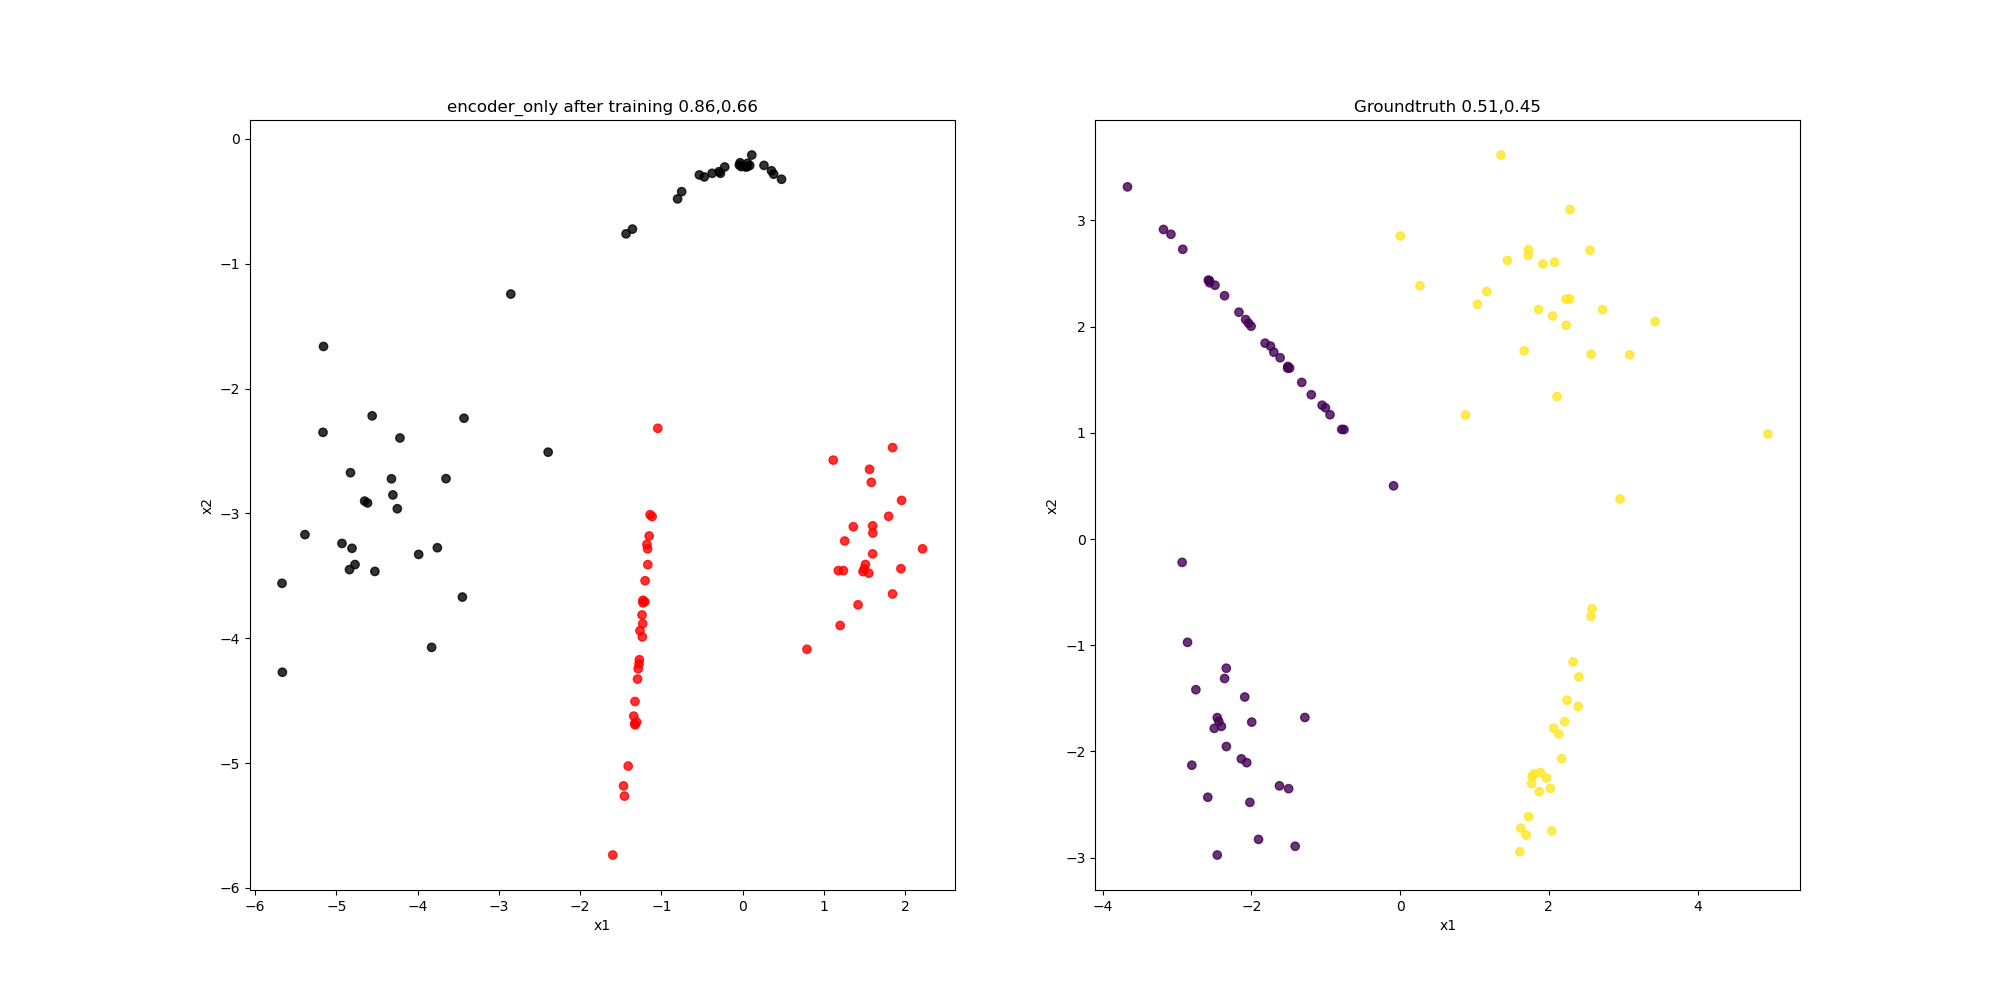 encoder_only after training 0.86,0.66
0
−1
−2
−3
−4
−5
−6
x2
−6 −5 −4 −3 −2 −1 0 1 2
x1
Groundtruth 0.51,0.45
3
2
1
0
−1
−2
−3
x2
−4 −2 0 2 4
x1